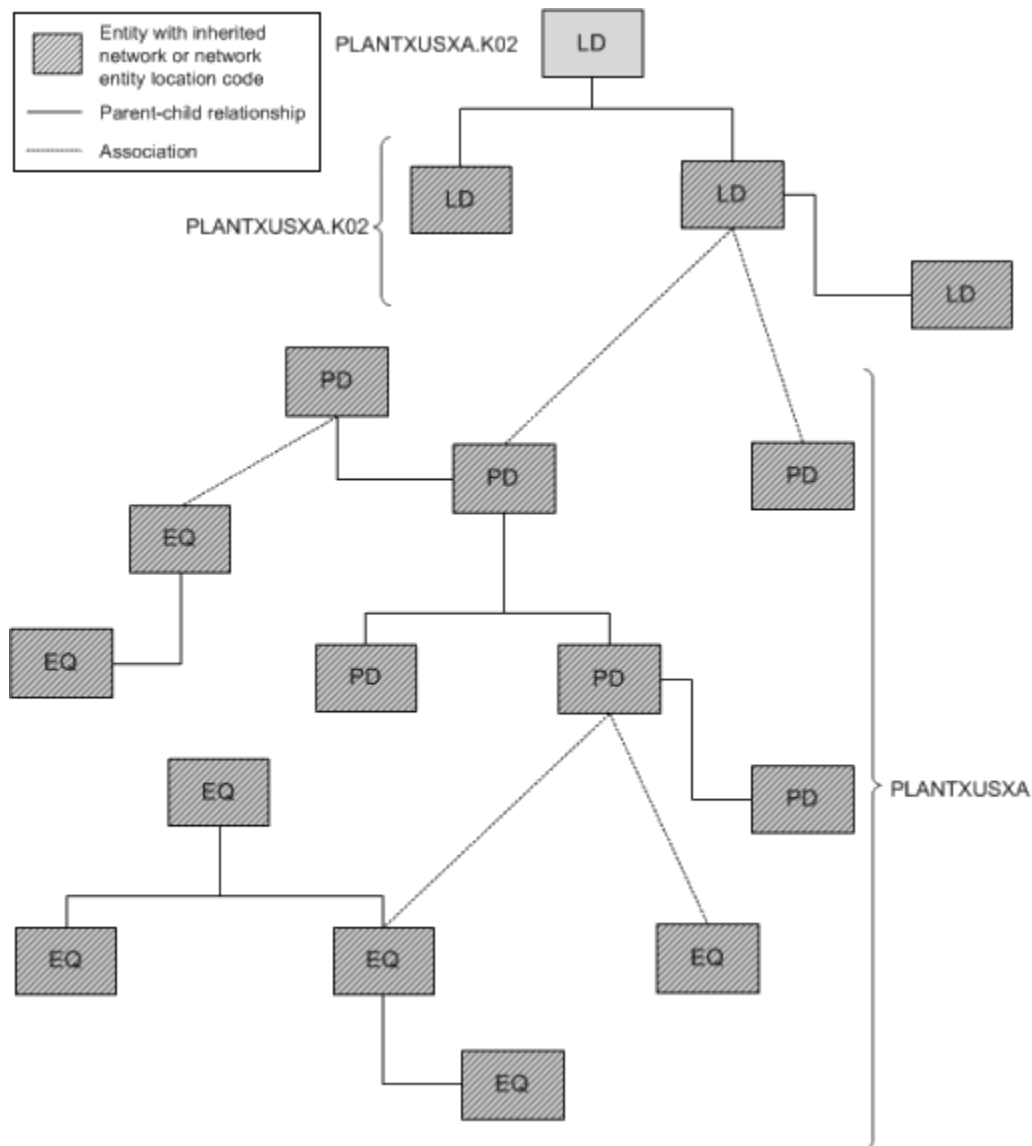 Entity with inherited
network or network
entity location code
Parent-child relationship
Association
PLANTXUSXA.K02
LD
LD
LD
PLANTXUSXA.K02
LD
PD
PD
PD
EQ
EQ
PD
PD
EQ
PD
PLANTXUSXA
EQ
EQ
EQ
EQ